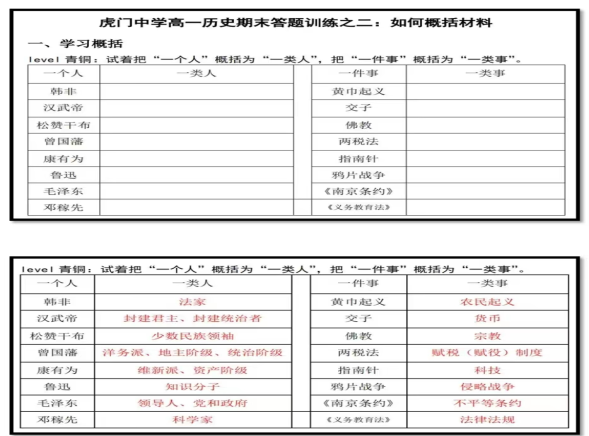 虎门中学高一历史期末答题训练之二：如何概括材料
一、学习概括
level青铜：试着把“一个人”概括为“一类人”，把“一件事”概括为“一类事”。
一个人 一类人 一件事 一类事
韩非 黄巾起义
汉武帝 交子
松赞干布 佛教
曾国藩 两税法
康有为 指南针
鲁迅 鸦片战争
毛泽东 《南京条约》
邓稼先 《义务教育法》
level青铜：试着把“一个人”概括为“一类人”，把“一件事”概括为“一类事”。
一个人 一类人 一件事 一类事
韩非 法家 黄巾起义 农民起义
汉武帝 封建君主、封建统治者 交子 货币
松赞干布 少数民族领袖 佛教 宗教
曾国藩 洋务派、地主阶级、统治阶级 两税法 赋税（赋役）制度
康有为 维新派、资产阶级 指南针 科技
鲁迅 知识分子 鸦片战争 侵略战争
毛泽东 领导人、党和政府 《南京条约》 不平等条约
邓稼先 科学家 《义务教育法》 法律法规